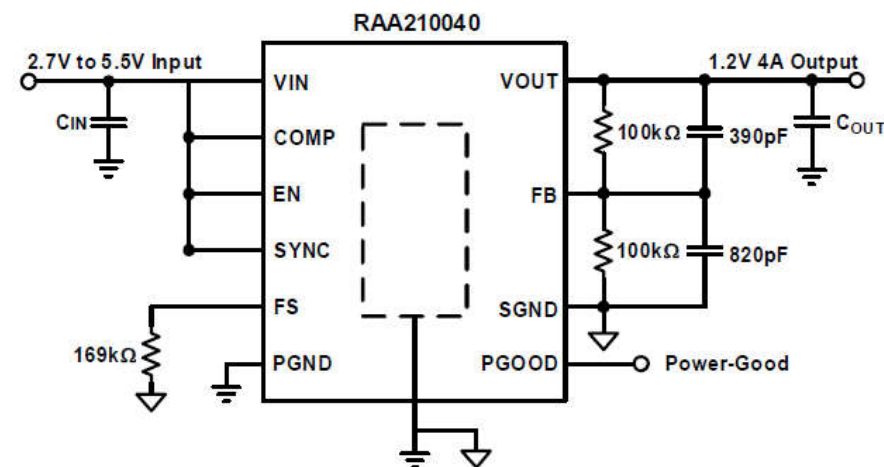 RAA210040
2.7V to 5.5V Input
1.2V 4A Output
VIN
VOUT
CIN
COMP
100kΩ
390pF
COUT
EN
FB
SYNC
100kΩ
820pF
FS
SGND
169kΩ
PGND
PGOOD
Power-Good